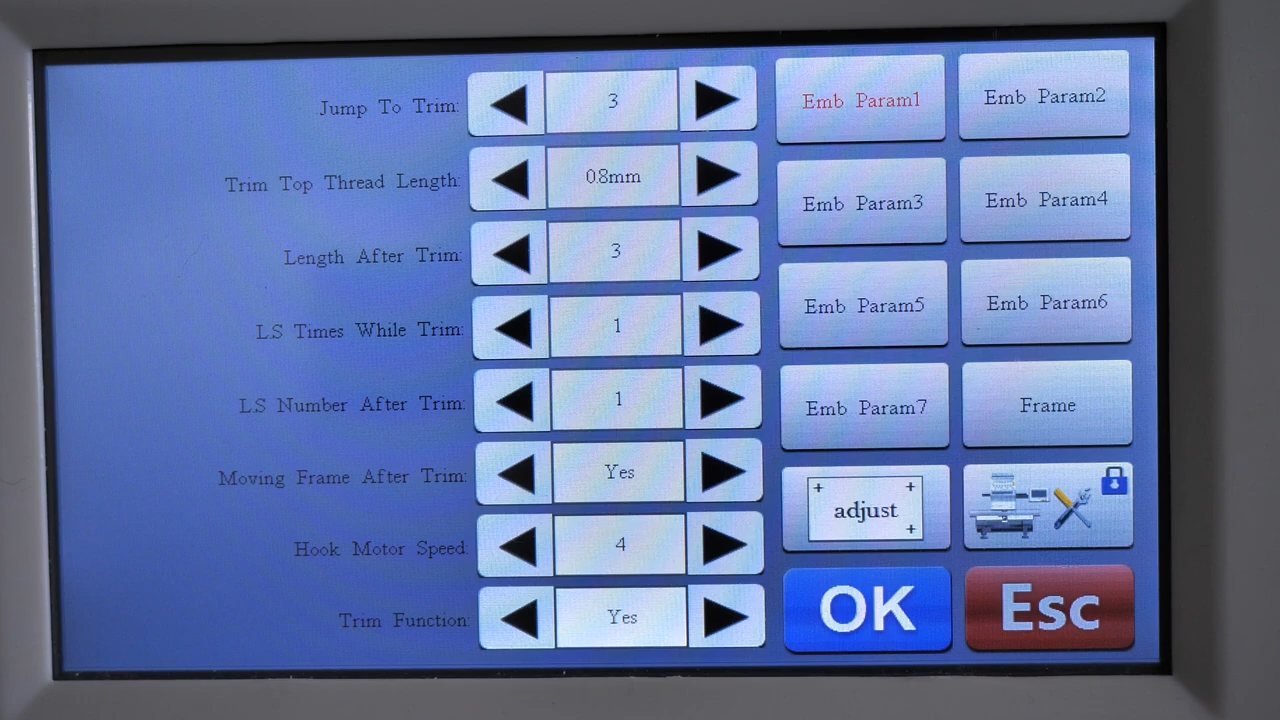 Jump To Trim: 3
Trim Top Thread Length: 0.8mm
Length After Trim: 3
L.S Times While Trim: 1
L.S Number After Trim: 1
Moving Frame After Trim: Yes
Hook Motor Speed: 4
Trim Function: Yes
Emb Param1 Emb Param2
Emb Param3 Emb Param4
Emb Param5 Emb Param6
Emb Param7 Frame
adjust
OK Esc